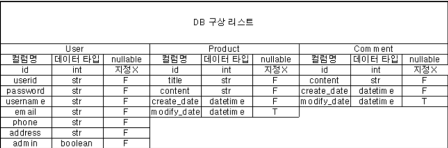 DB 구상 리스트
User Product Comment
컬럼명 데이터 타입 nullable 컬럼명 데이터 타입 nullable 컬럼명 데이터 타입 nullable
id int 지정X id int 지정X id int 지정X
userid str F title str F content str F
password str F content str F create_date datetime F
username str F create_date datetime F modify_date datetime T
email str F modify_date datetime T
phone str F
address str F
admin boolean F